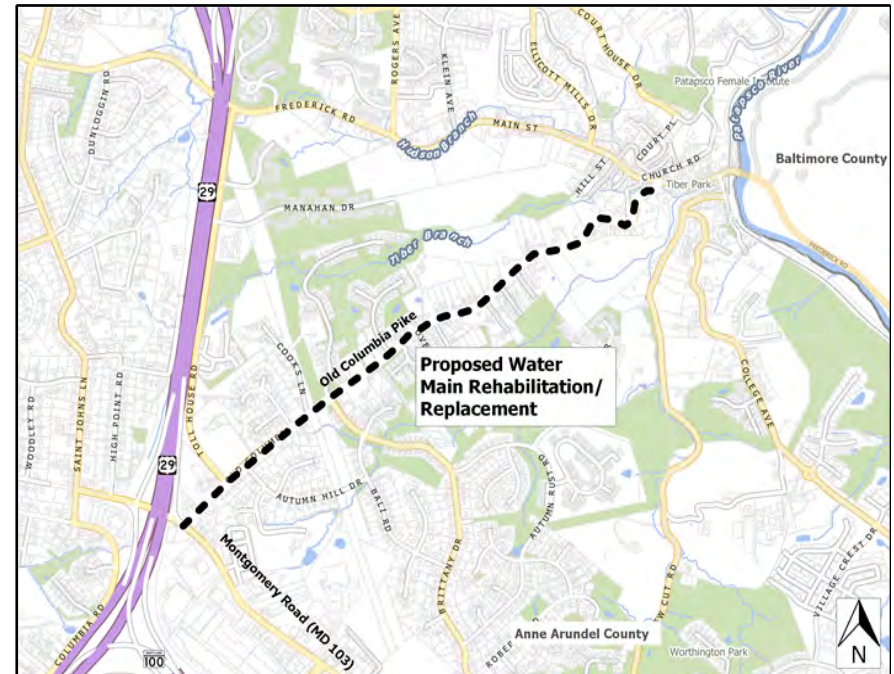 DUNLOGGIN RD
ROGERS AVE
KLEIN AVE
ELLICOTT MILLS DR
COURT HOUSE DR
Patapsco River
Patapsco Female Institute
FREDERICK RD
Hudson Branch
MAIN ST
COURT PL
Baltimore County
HILL ST
CHURCH RD
Tiber Park
29
MANAHAN DR
Tiber Branch
FREDERICK RD
Old Columbia Pike
Proposed Water
Main Rehabilitation/
Replacement
COOKS LN
TOLL HOUSE RD
COLLEGE AVE
WOODLEY RD
SAINT JOHNS LN
HIGH POINT RD
29
AUTUMN HILL DR
BALI RD
AUTUMN RUST RD
Montgomery Road (MD 103)
BRITTANY DR
VILLAGE CREST DR
COLUMBIA RD
100
Anne Arundel County
Worthington Park
N